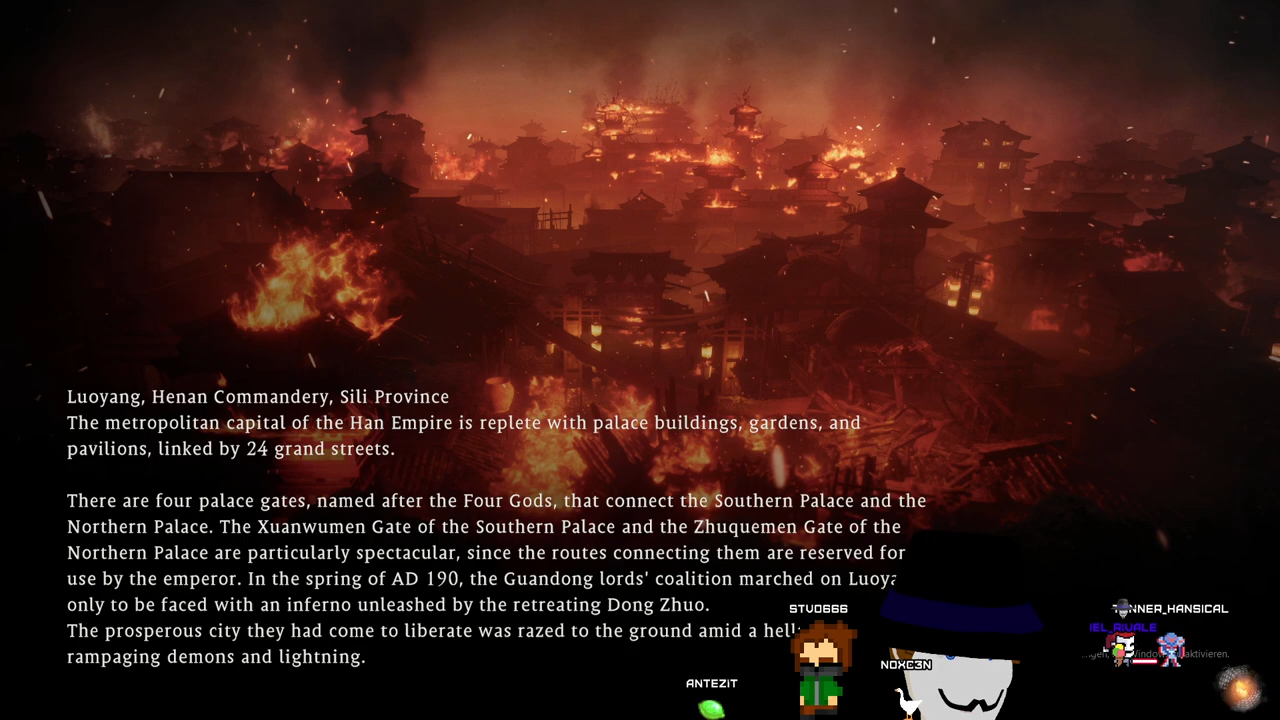 Luoyang, Henan Commandery, Sili Province
The metropolitan capital of the Han Empire is replete with palace buildings, gardens, and
pavilions, linked by 24 grand streets.
There are four palace gates, named after the Four Gods, that connect the Southern Palace and the
Northern Palace. The Xuanwumen Gate of the Southern Palace and the Zhuquemen Gate of the
Northern Palace are particularly spectacular, since the routes connecting them are reserved for
use by the emperor. In the spring of AD 190, the Guandong lords' coalition marched on
only to be faced with an inferno unleashed by the retreating Dong Zhuo.
The prosperous city they had come to liberate was razed to the ground amid a
rampaging demons and lightning.
STVO666
NOXC3N
ANTEZIT